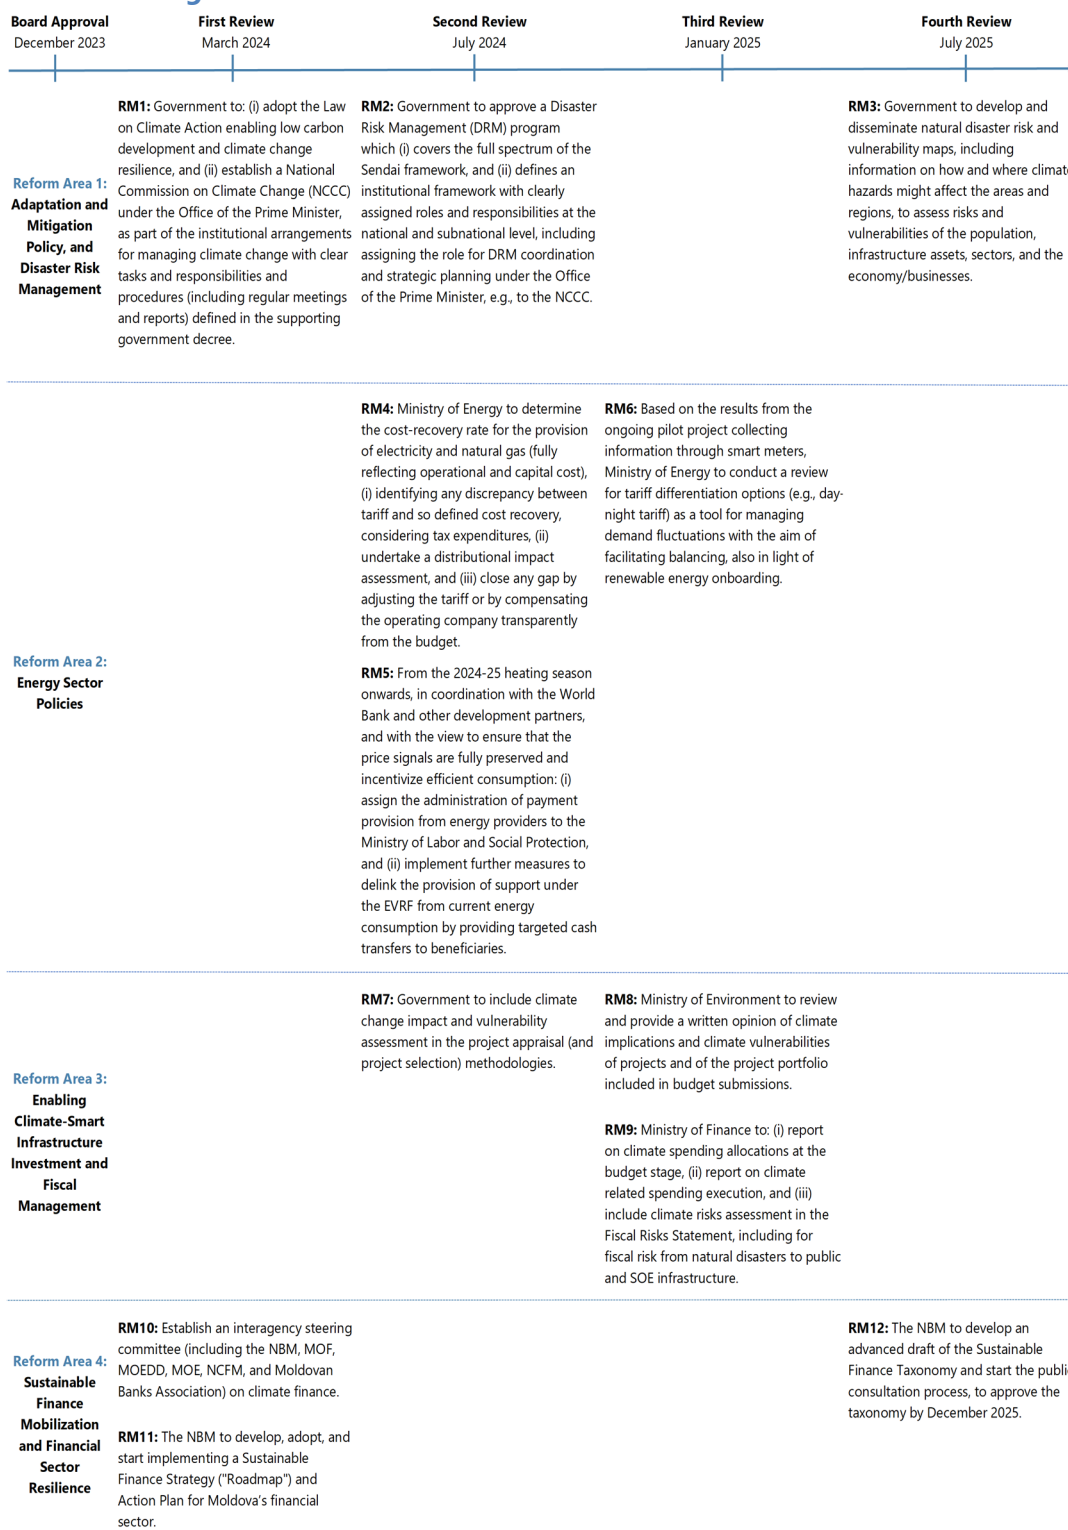 Board Approval
December 2023
First Review
March 2024
Second Review
July 2024
Third Review
January 2025
Fourth Review
July 2025
Reform Area 1:
Adaptation and
Mitigation
Policy, and
Disaster Risk
Management
RM1: Government to: (i) adopt the Law
on Climate Action enabling low carbon
development and climate change
resilience, and (ii) establish a National
Commission on Climate Change (NCCC)
under the Office of the Prime Minister,
as part of the institutional arrangements
for managing climate change with clear
tasks and responsibilities and
procedures (including regular meetings
and reports) defined in the supporting
government decree.
RM2: Government to approve a Disaster
Risk Management (DRM) program
which (i) covers the full spectrum of the
Sendai framework, and (ii) defines an
institutional framework with clearly
assigned roles and responsibilities at the
national and subnational level, including
assigning the role for DRM coordination
and strategic planning under the Office
of the Prime Minister, e.g., to the NCCC.
RM3: Government to develop and
disseminate natural disaster risk and
vulnerability maps, including
information on how and where climate
hazards might affect the areas and
regions, to assess risks and
vulnerabilities of the population,
infrastructure assets, sectors, and the
economy/businesses.
Reform Area 2:
Energy Sector
Policies
RM4: Ministry of Energy to determine
the cost-recovery rate for the provision
of electricity and natural gas (fully
reflecting operational and capital cost),
(i) identifying any discrepancy between
tariff and so defined cost recovery,
considering tax expenditures, (ii)
undertake a distributional impact
assessment, and (iii) close any gap by
adjusting the tariff or by compensating
the operating company transparently
from the budget.
RM5: From the 2024-25 heating season
onwards, in coordination with the World
Bank and other development partners,
and with the view to ensure that the
price signals are fully preserved and
incentivize efficient consumption: (i)
assign the administration of payment
provision from energy providers to the
Ministry of Labor and Social Protection,
and (ii) implement further measures to
delink the provision of support under
the EVRF from current energy
consumption by providing targeted cash
transfers to beneficiaries.
RM6: Based on the results from the
ongoing pilot project collecting
information through smart meters,
Ministry of Energy to conduct a review
for tariff differentiation options (e.g., day-
night tariff) as a tool for managing
demand fluctuations with the aim of
facilitating balancing, also in light of
renewable energy onboarding.
Reform Area 3:
Enabling
Climate-Smart
Infrastructure
Investment and
Fiscal
Management
RM7: Government to include climate
change impact and vulnerability
assessment in the project appraisal (and
project selection) methodologies.
RM8: Ministry of Environment to review
and provide a written opinion of climate
implications and climate vulnerabilities
of projects and of the project portfolio
included in budget submissions.
RM9: Ministry of Finance to: (i) report
on climate spending allocations at the
budget stage, (ii) report on climate
related spending execution, and (iii)
include climate risks assessment in the
Fiscal Risks Statement, including for
fiscal risk from natural disasters to public
and SOE infrastructure.
Reform Area 4:
Sustainable
Finance
Mobilization
and Financial
Sector
Resilience
RM10: Establish an interagency steering
committee (including the NBM, MOF,
MOEDD, MOE, NCFM, and Moldovan
Banks Association) on climate finance.
RM11: The NBM to develop, adopt, and
start implementing a Sustainable
Finance Strategy ("Roadmap") and
Action Plan for Moldova's financial
sector.
RM12: The NBM to develop an
advanced draft of the Sustainable
Finance Taxonomy and start the publi
consultation process, to approve the
taxonomy by December 2025.